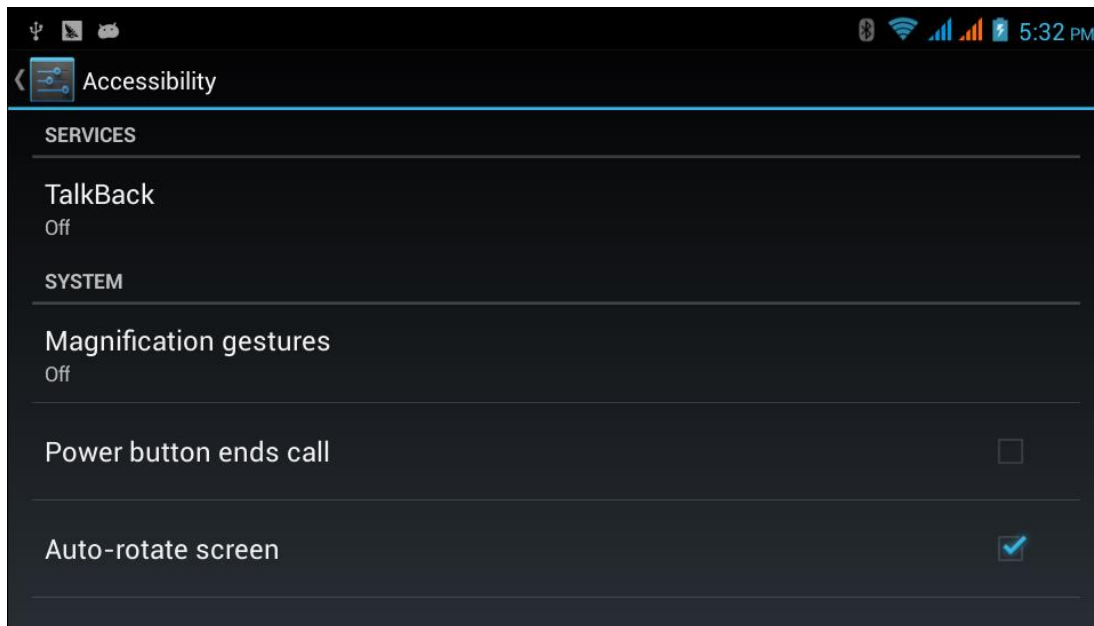 5:32 PM
Accessibility
SERVICES
TalkBack
Off
SYSTEM
Magnification gestures
Off
Power button ends call
Auto-rotate screen